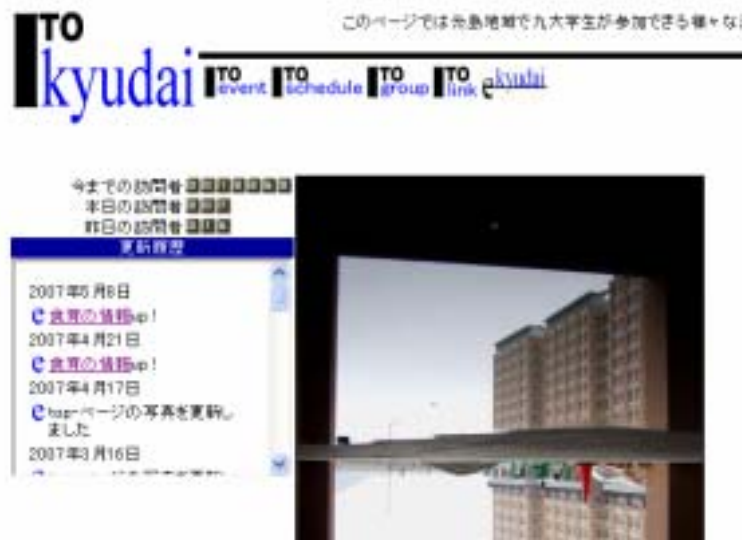 このページでは糸島地域で九大学生が参加できる様々な
ITO
kyudai
ITO event ITO schedule ITO group ITO link e kyudai
今までの訪問者
本日の訪問者
昨日の訪問者
更新履歴
2007年5月8日
e 食育の情報up!
2007年4月21日
e 食育の情報up!
2007年4月17日
e topページの写真を更新し
ました
2007年3月16日